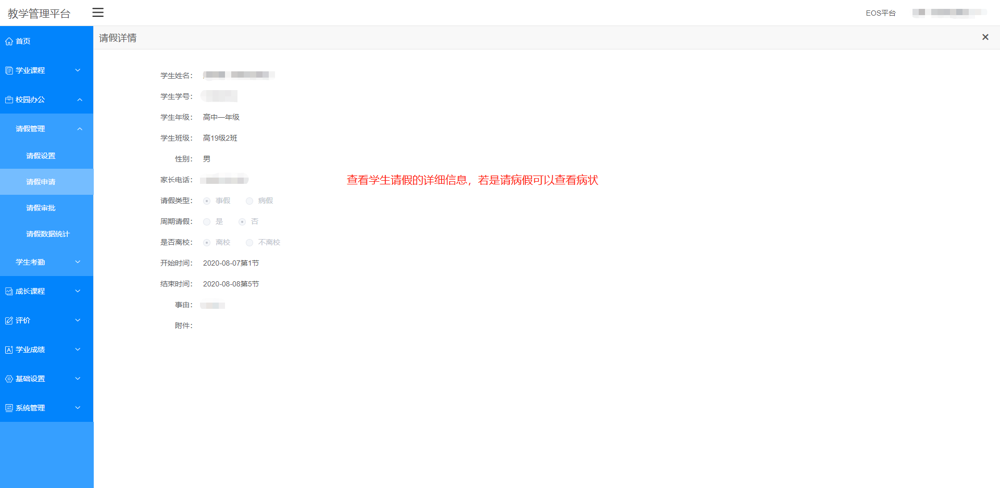 教学管理平台
EOS平台
首页
学业课程
校园办公
请假管理
请假设置
请假申请
请假审批
请假数据统计
学生考勤
成长课程
评价
学业成绩
基础设置
系统管理
请假详情
学生姓名：
学生学号：
学生年级： 高中一年级
学生班级： 高19级2班
性别： 男
家长电话：
查看学生请假的详细信息，若是请病假可以查看病状
请假类型： 事假 病假
周期请假： 是 否
是否离校： 离校 不离校
开始时间： 2020-08-07第1节
结束时间： 2020-08-08第5节
事由：
附件：